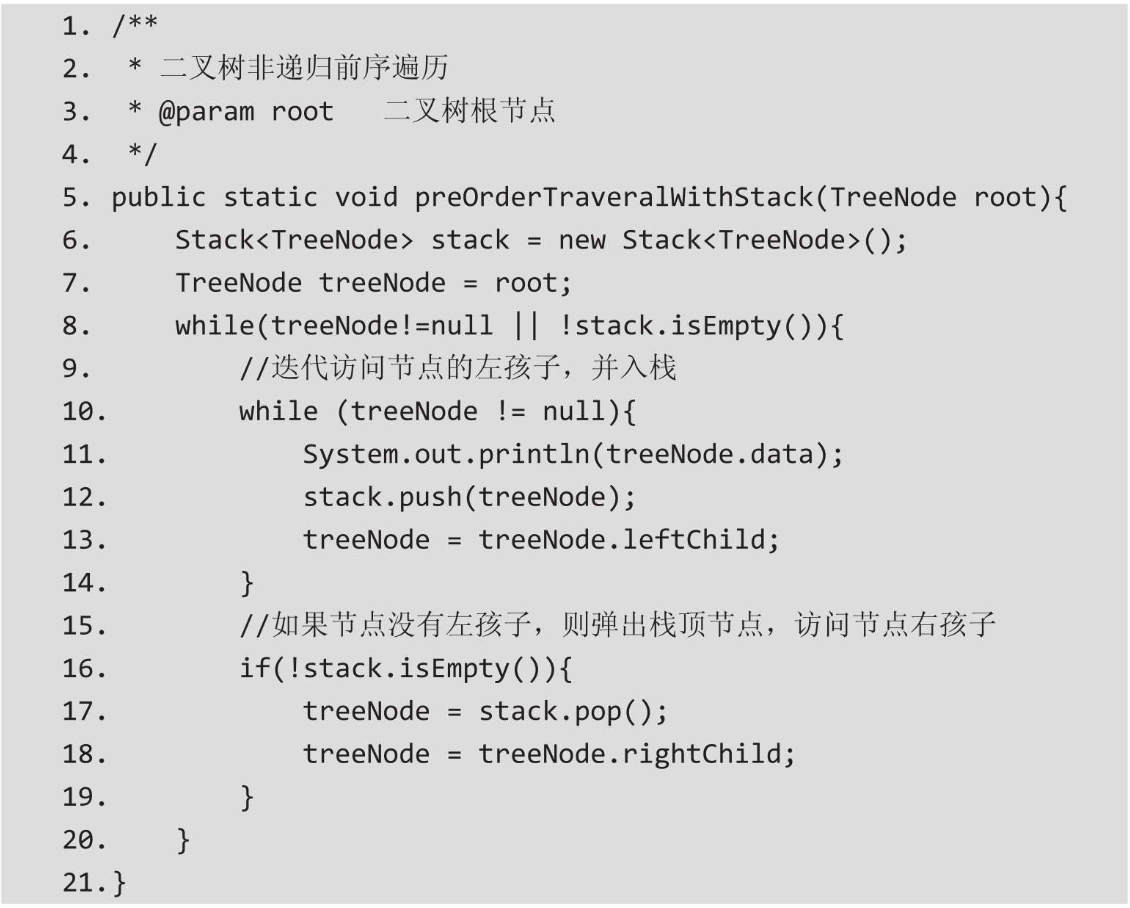 1. /**
2.  * 二叉树非递归前序遍历
3.  * @param root   二叉树根节点
4.  */
5. public static void preOrderTraveralWithStack(TreeNode root){
6.     Stack<TreeNode> stack = new Stack<TreeNode>();
7.     TreeNode treeNode = root;
8.     while(treeNode!=null || !stack.isEmpty()){
9.         //迭代访问节点的左孩子，并入栈
10.         while (treeNode != null){
11.             System.out.println(treeNode.data);
12.             stack.push(treeNode);
13.             treeNode = treeNode.leftChild;
14.         }
15.         //如果节点没有左孩子，则弹出栈顶节点，访问节点右孩子
16.         if(!stack.isEmpty()){
17.             treeNode = stack.pop();
18.             treeNode = treeNode.rightChild;
19.         }
20.     }
21.}